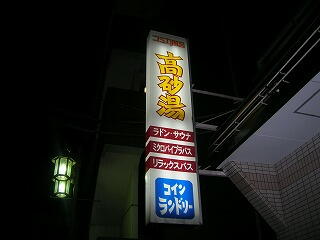 高砂湯
ラドン・サウナ
ミクロバイブラバス
リラックスバス
コイン
ランドリー